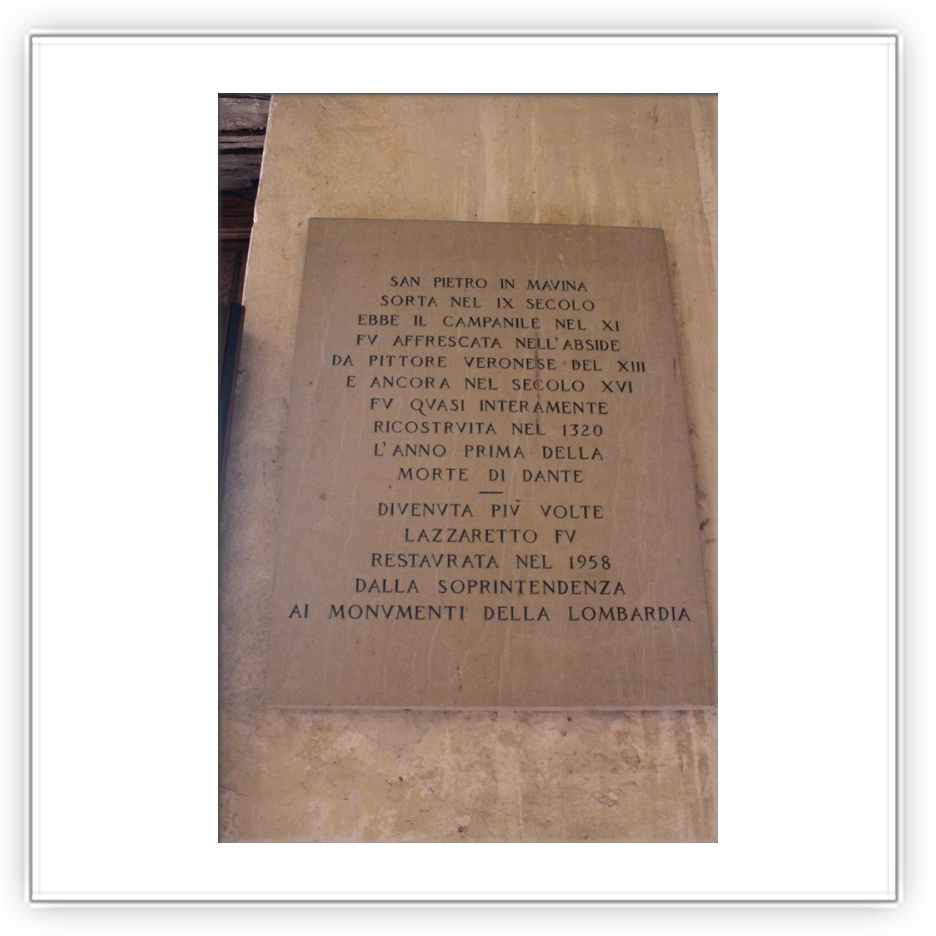 SAN PIETRO IN MAVINA
SORTA NEL IX SECOLO
EBBE IL CAMPANILE NEL XI
FV AFFRESCATA NELL'ABSIDE
DA PITTORE VERONESE DEL XIII
E ANCORA NEL SECOLO XVI
FV QVASI INTERAMENTE
RICOSTRVITA NEL 1320
L'ANNO PRIMA DELLA
MORTE DI DANTE
—
DIVENVTA PIV̀ VOLTE
LAZZARETTO FV
RESTAVRATA NEL 1958
DALLA SOPRINTENDENZA
AI MONVMENTI DELLA LOMBARDIA